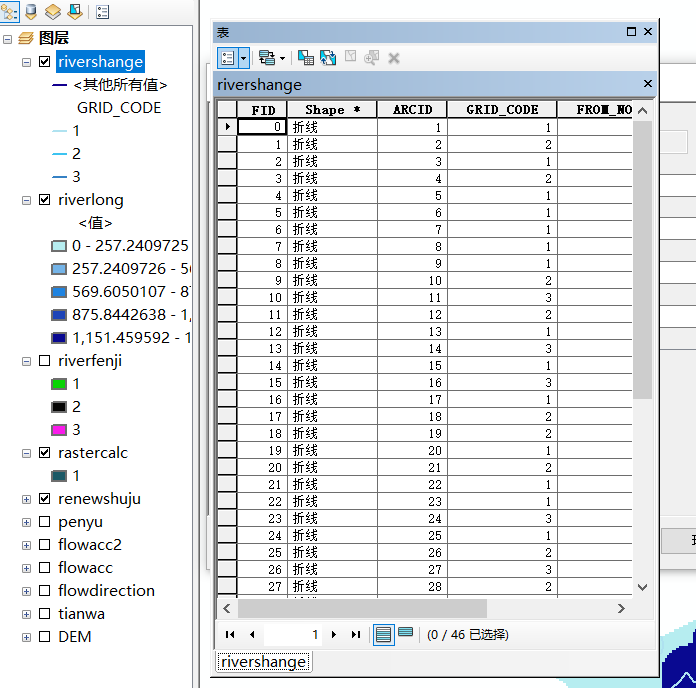 图层
rivershange
<其他所有值>
GRID_CODE
1
2
3
riverlong
<值>
0 - 257.2409725
257.2409726 - 56
569.6050107 - 87
875.8442638 - 1,
1,151.459592 - 1
riverfenji
1
2
3
rastercalc
1
renewshuju
penyu
flowacc2
flowacc
flowdirection
tianwa
DEM
表
rivershange
FID Shape * ARCID GRID_CODE FROM_NO
0 折线 1 1
1 折线 2 2
2 折线 3 1
3 折线 4 2
4 折线 5 1
5 折线 6 1
6 折线 7 1
7 折线 8 1
8 折线 9 1
9 折线 10 2
10 折线 11 3
11 折线 12 2
12 折线 13 1
13 折线 14 3
14 折线 15 1
15 折线 16 3
16 折线 17 1
17 折线 18 2
18 折线 19 2
19 折线 20 1
20 折线 21 2
21 折线 22 1
22 折线 23 1
23 折线 24 3
24 折线 25 1
25 折线 26 2
26 折线 27 3
27 折线 28 2
1 (0 / 46 已选择)
rivershange